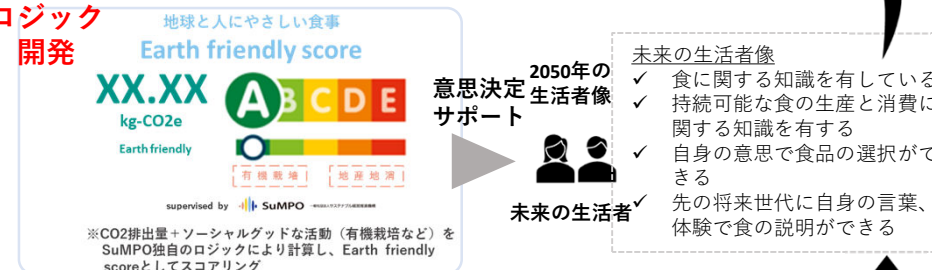 ロジック
開発
地球と人にやさしい食事
Earth friendly score
XX.XX
kg-CO2e
Earth friendly
A B C D E
有機栽培
地産地消
supervised by SuMPO
※CO2排出量+ソーシャルグッドな活動(有機栽培など)を
SuMPO独自のロジックにより計算し、Earth friendly
scoreとしてスコアリング
意思決定
サポート
2050年の
生活者像
未来の生活者
未来の生活者像
✓ 食に関する知識を有している
✓ 持続可能な食の生産と消費に
関する知識を有する
✓ 自身の意思で食品の選択がで
きる
✓ 先の将来世代に自身の言葉、
体験で食の説明ができる